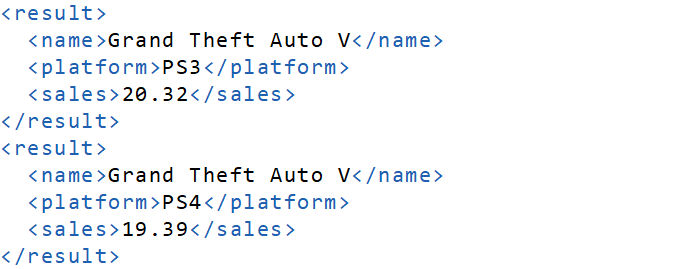 <result>
  <name>Grand Theft Auto V</name>
  <platform>PS3</platform>
  <sales>20.32</sales>
</result>
<result>
  <name>Grand Theft Auto V</name>
  <platform>PS4</platform>
  <sales>19.39</sales>
</result>